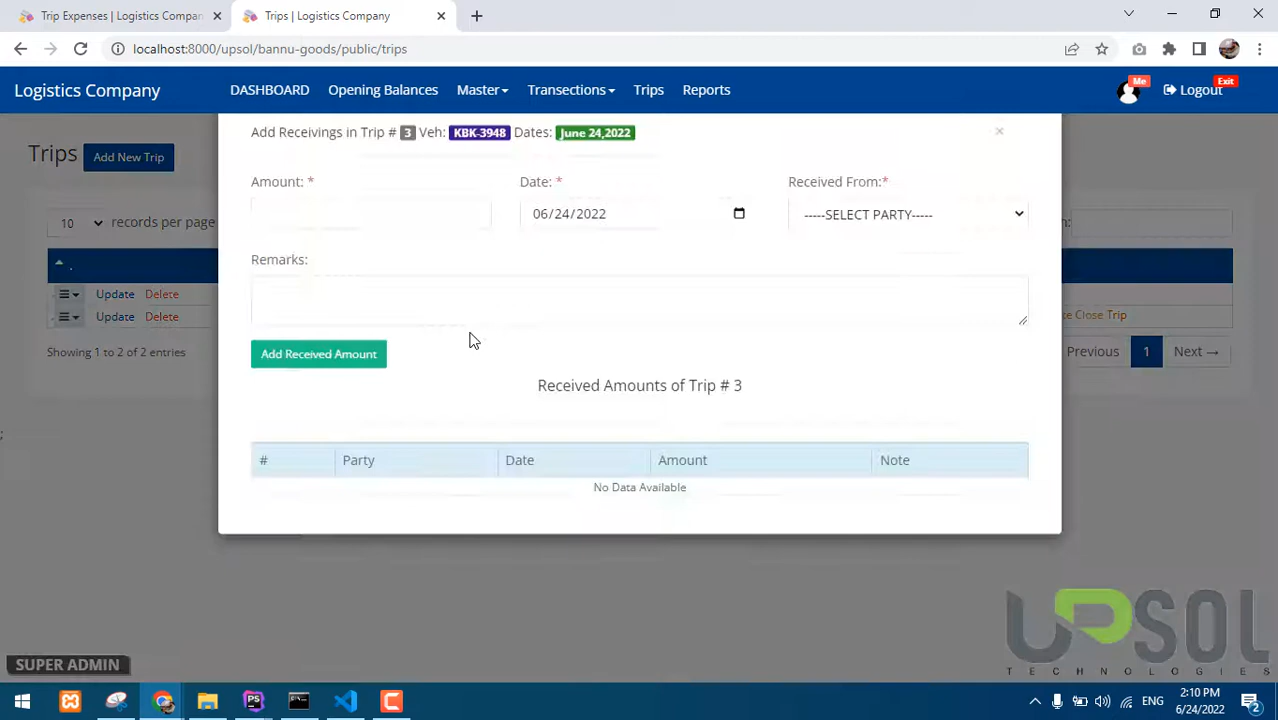 Trip Expenses | Logistics Compan
Trips | Logistics Company
localhost:8000/upsol/bannu-goods/public/trips
Logistics Company
DASHBOARD
Opening Balances
Master
Transactions
Trips
Reports
Me
Logout
Exit
Add Receivings in Trip # 3 Veh: KBK-3948 Dates: June 24,2022
×
Trips
Add New Trip
Amount: *
Date: *
Received From:*
06/24/2022
-----SELECT PARTY-----
10
records per page
Remarks:
.
Update
Delete
Update
Delete
Close Trip
Showing 1 to 2 of 2 entries
Previous
1
Next →
Add Received Amount
Received Amounts of Trip # 3
;
#
Party
Date
Amount
Note
No Data Available
UPSOL
TECHNOLOGIES
SUPER ADMIN
PS
C
ENG
2:10 PM
6/24/2022
2